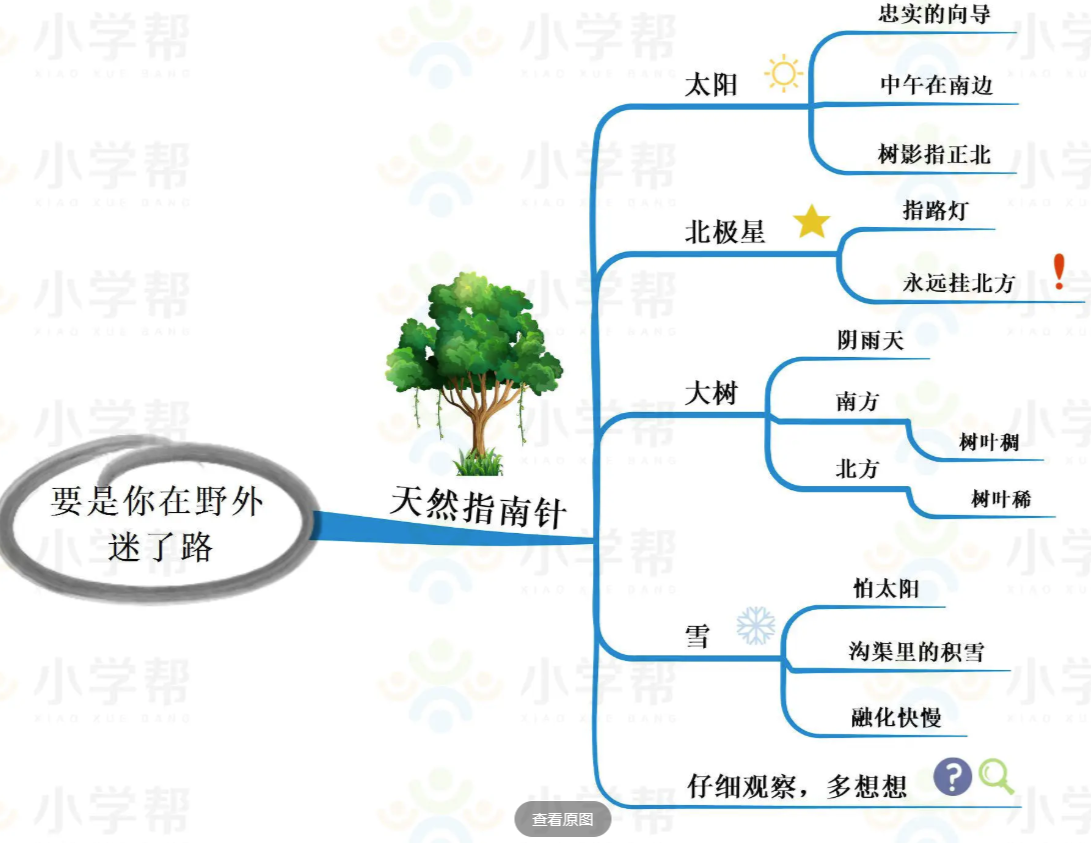 忠实的向导
太阳
中午在南边
树影指正北
指路灯
北极星
永远挂北方
阴雨天
大树
南方
树叶稠
北方
树叶稀
要是你在野外
迷了路
天然指南针
怕太阳
雪
沟渠里的积雪
融化快慢
仔细观察，多想想
查看原图
小学帮
XIAO XUE BANG